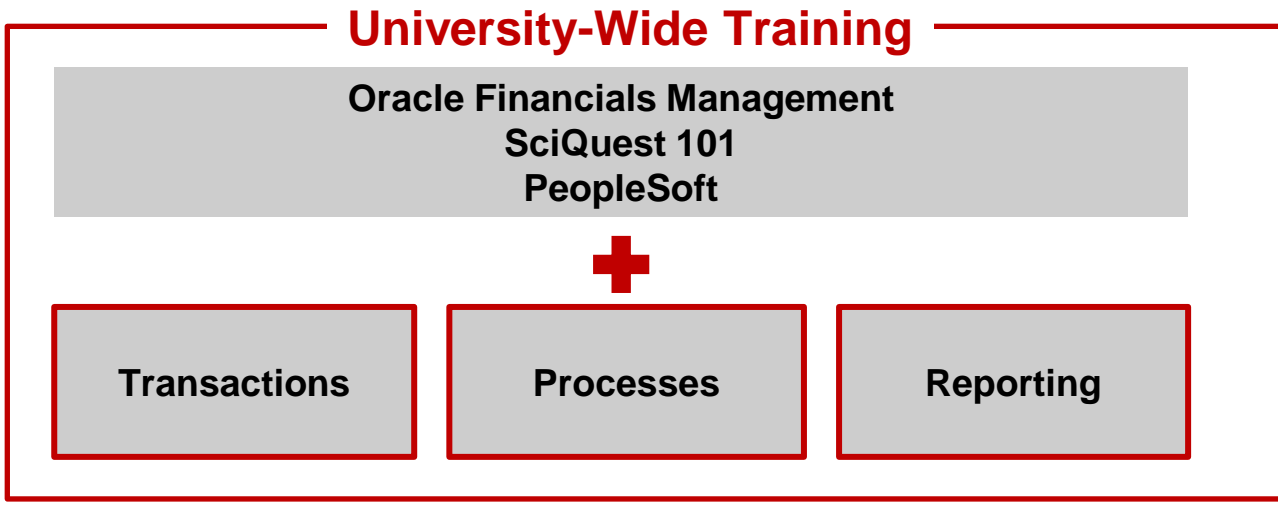 University-Wide Training
Oracle Financials Management
SciQuest 101
PeopleSoft
Transactions
Processes
Reporting